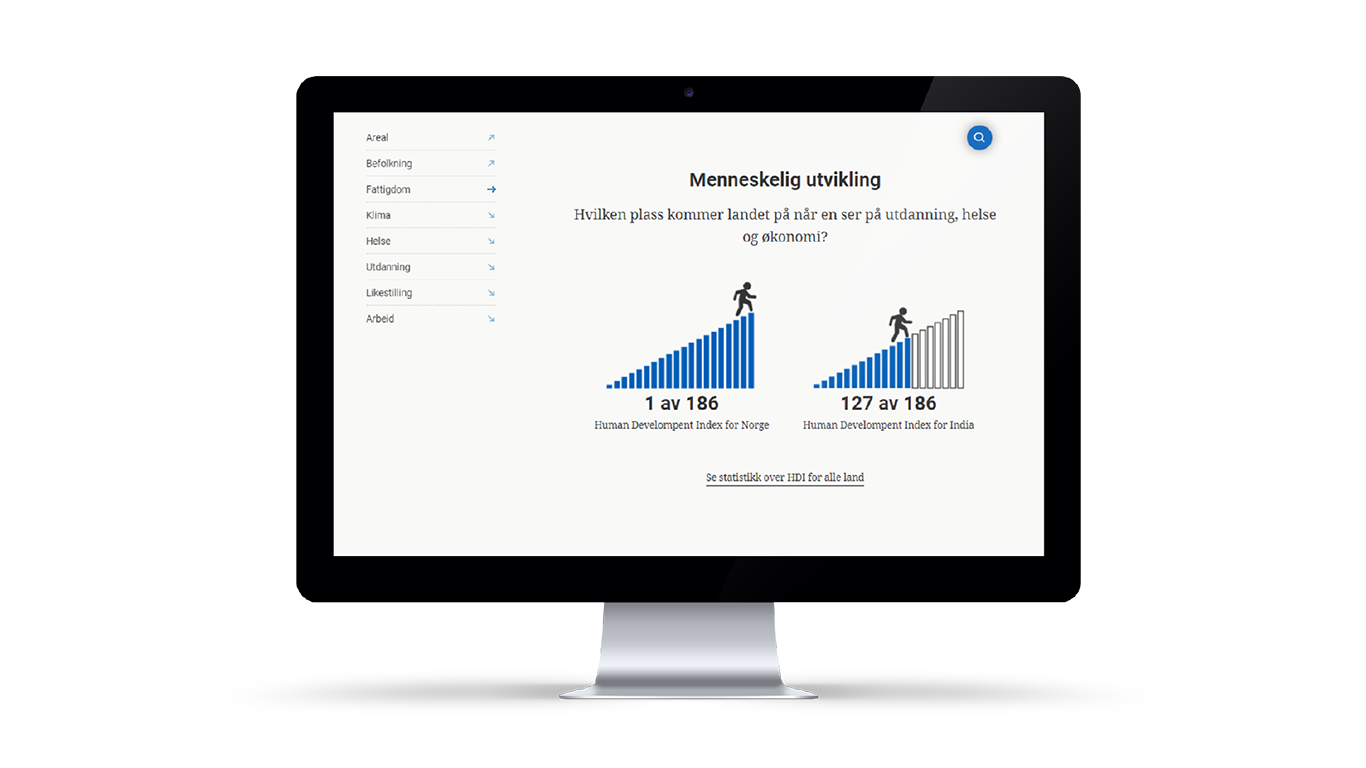 Areal
Befolkning
Fattigdom
Klima
Helse
Utdanning
Likestilling
Arbeid
Menneskelig utvikling
Hvilken plass kommer landet på når en ser på utdanning, helse
og økonomi?
1 av 186
Human Develompent Index for Norge
127 av 186
Human Develompent Index for India
Se statistikk over HDI for alle land